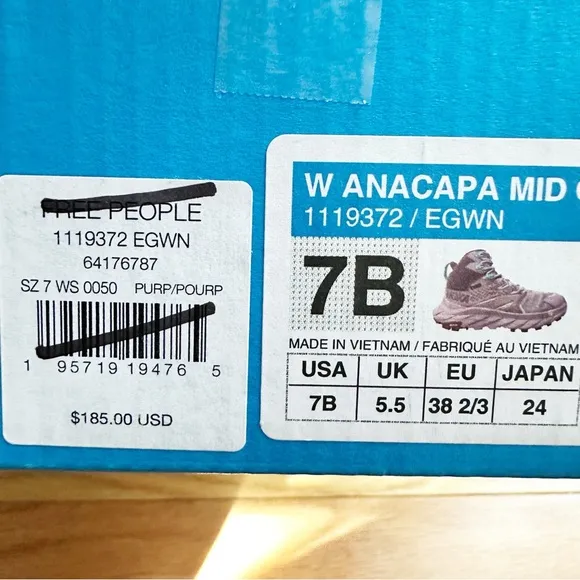 FREE PEOPLE
1119372 EGWN
64176787
SZ 7 WS 0050 PURP/POURP
1 95719 19476 5
$185.00 USD
W ANACAPA MID
1119372 / EGWN
7B
MADE IN VIETNAM / FABRIQUÉ AU VIETNAM
USA UK EU JAPAN
7B 5.5 38 2/3 24